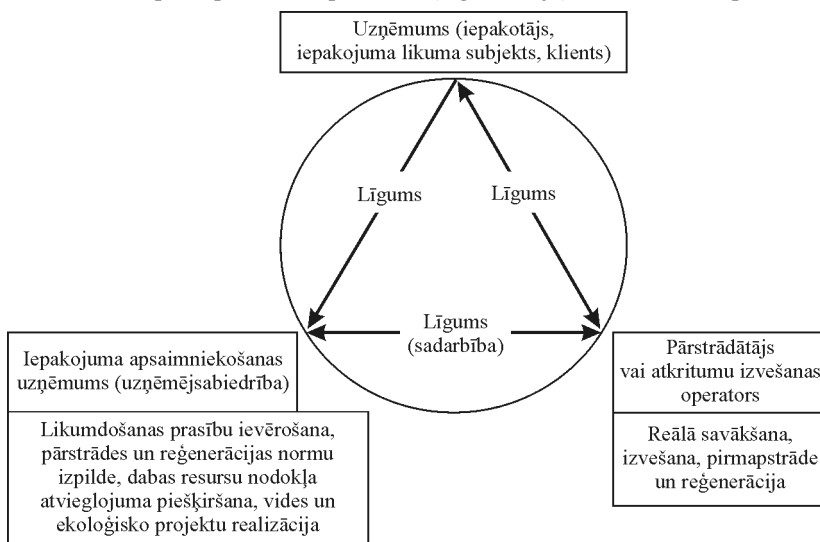 Uzņēmums (iepakotājs,
iepakojuma likuma subjekts, klients)
Līgums
Līgums
Līgums
(sadarbība)
Iepakojuma apsaimniekošanas
uzņēmums (uzņēmējsabiedrība)
Likumdošanas prasību ievērošana,
pārstrādes un reģenerācijas normu
izpilde, dabas resursu nodokļa
atvieglojuma piešķiršana, vides un
ekoloģisko projektu realizācija
Pārstrādātājs
vai atkritumu izvešanas
operators
Reālā savākšana,
izvešana, pirmapstrāde
un reģenerācija